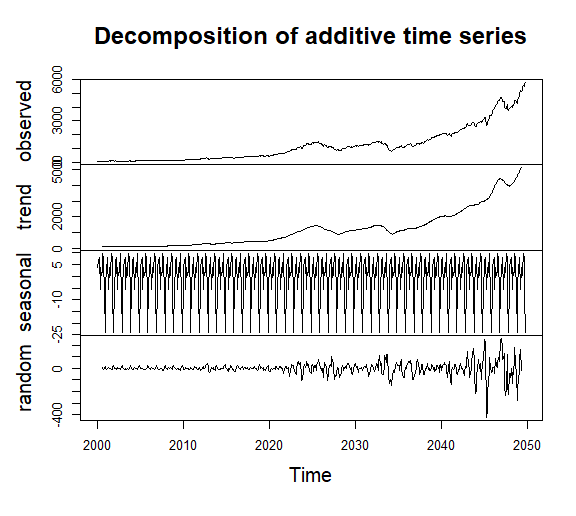 Decomposition of additive time series
observed
6000
3000
0
trend
5000
2000
0
seasonal
5
-10
-25
random
0
-400
2000 2010 2020 2030 2040 2050
Time